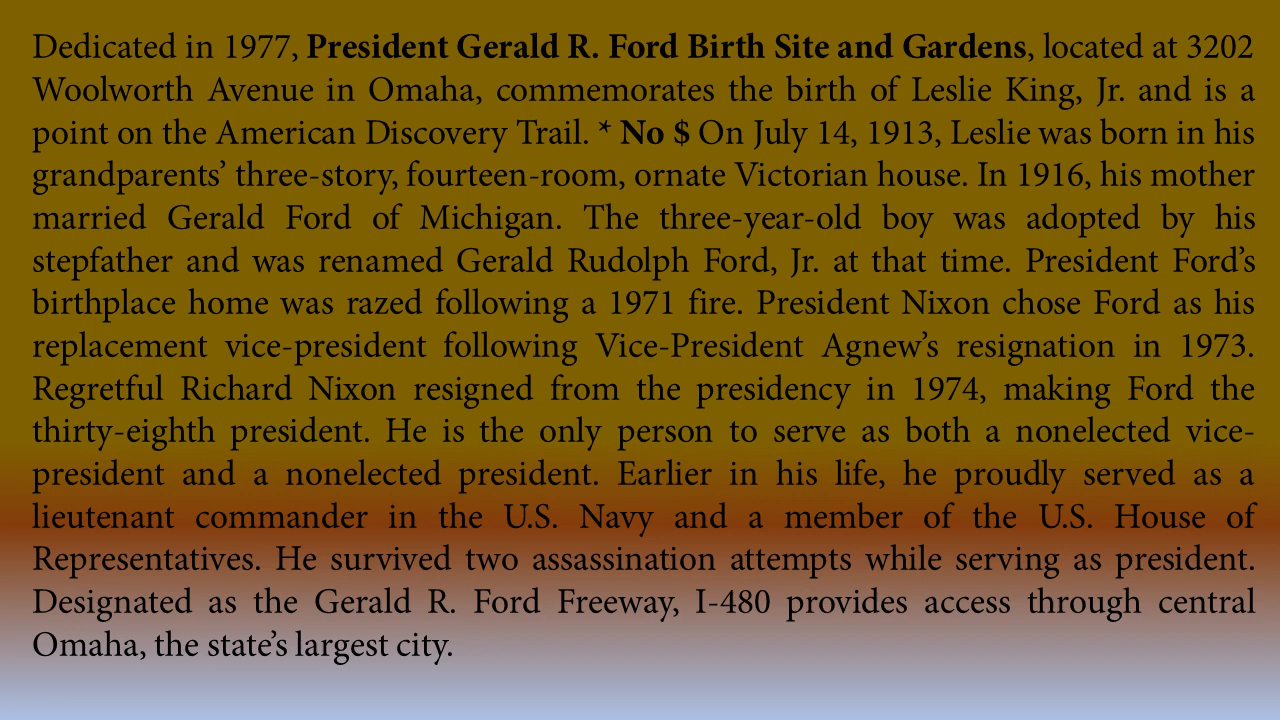 Dedicated in 1977, President Gerald R. Ford Birth Site and Gardens, located at 3202
Woolworth Avenue in Omaha, commemorates the birth of Leslie King, Jr. and is a
point on the American Discovery Trail. * No $ On July 14, 1913, Leslie was born in his
grandparents’ three-story, fourteen-room, ornate Victorian house. In 1916, his mother
married Gerald Ford of Michigan. The three-year-old boy was adopted by his
stepfather and was renamed Gerald Rudolph Ford, Jr. at that time. President Ford’s
birthplace home was razed following a 1971 fire. President Nixon chose Ford as his
replacement vice-president following Vice-President Agnew’s resignation in 1973.
Regretful Richard Nixon resigned from the presidency in 1974, making Ford the
thirty-eighth president. He is the only person to serve as both a nonelected vice-
president and a nonelected president. Earlier in his life, he proudly served as a
lieutenant commander in the U.S. Navy and a member of the U.S. House of
Representatives. He survived two assassination attempts while serving as president.
Designated as the Gerald R. Ford Freeway, I-480 provides access through central
Omaha, the state’s largest city.